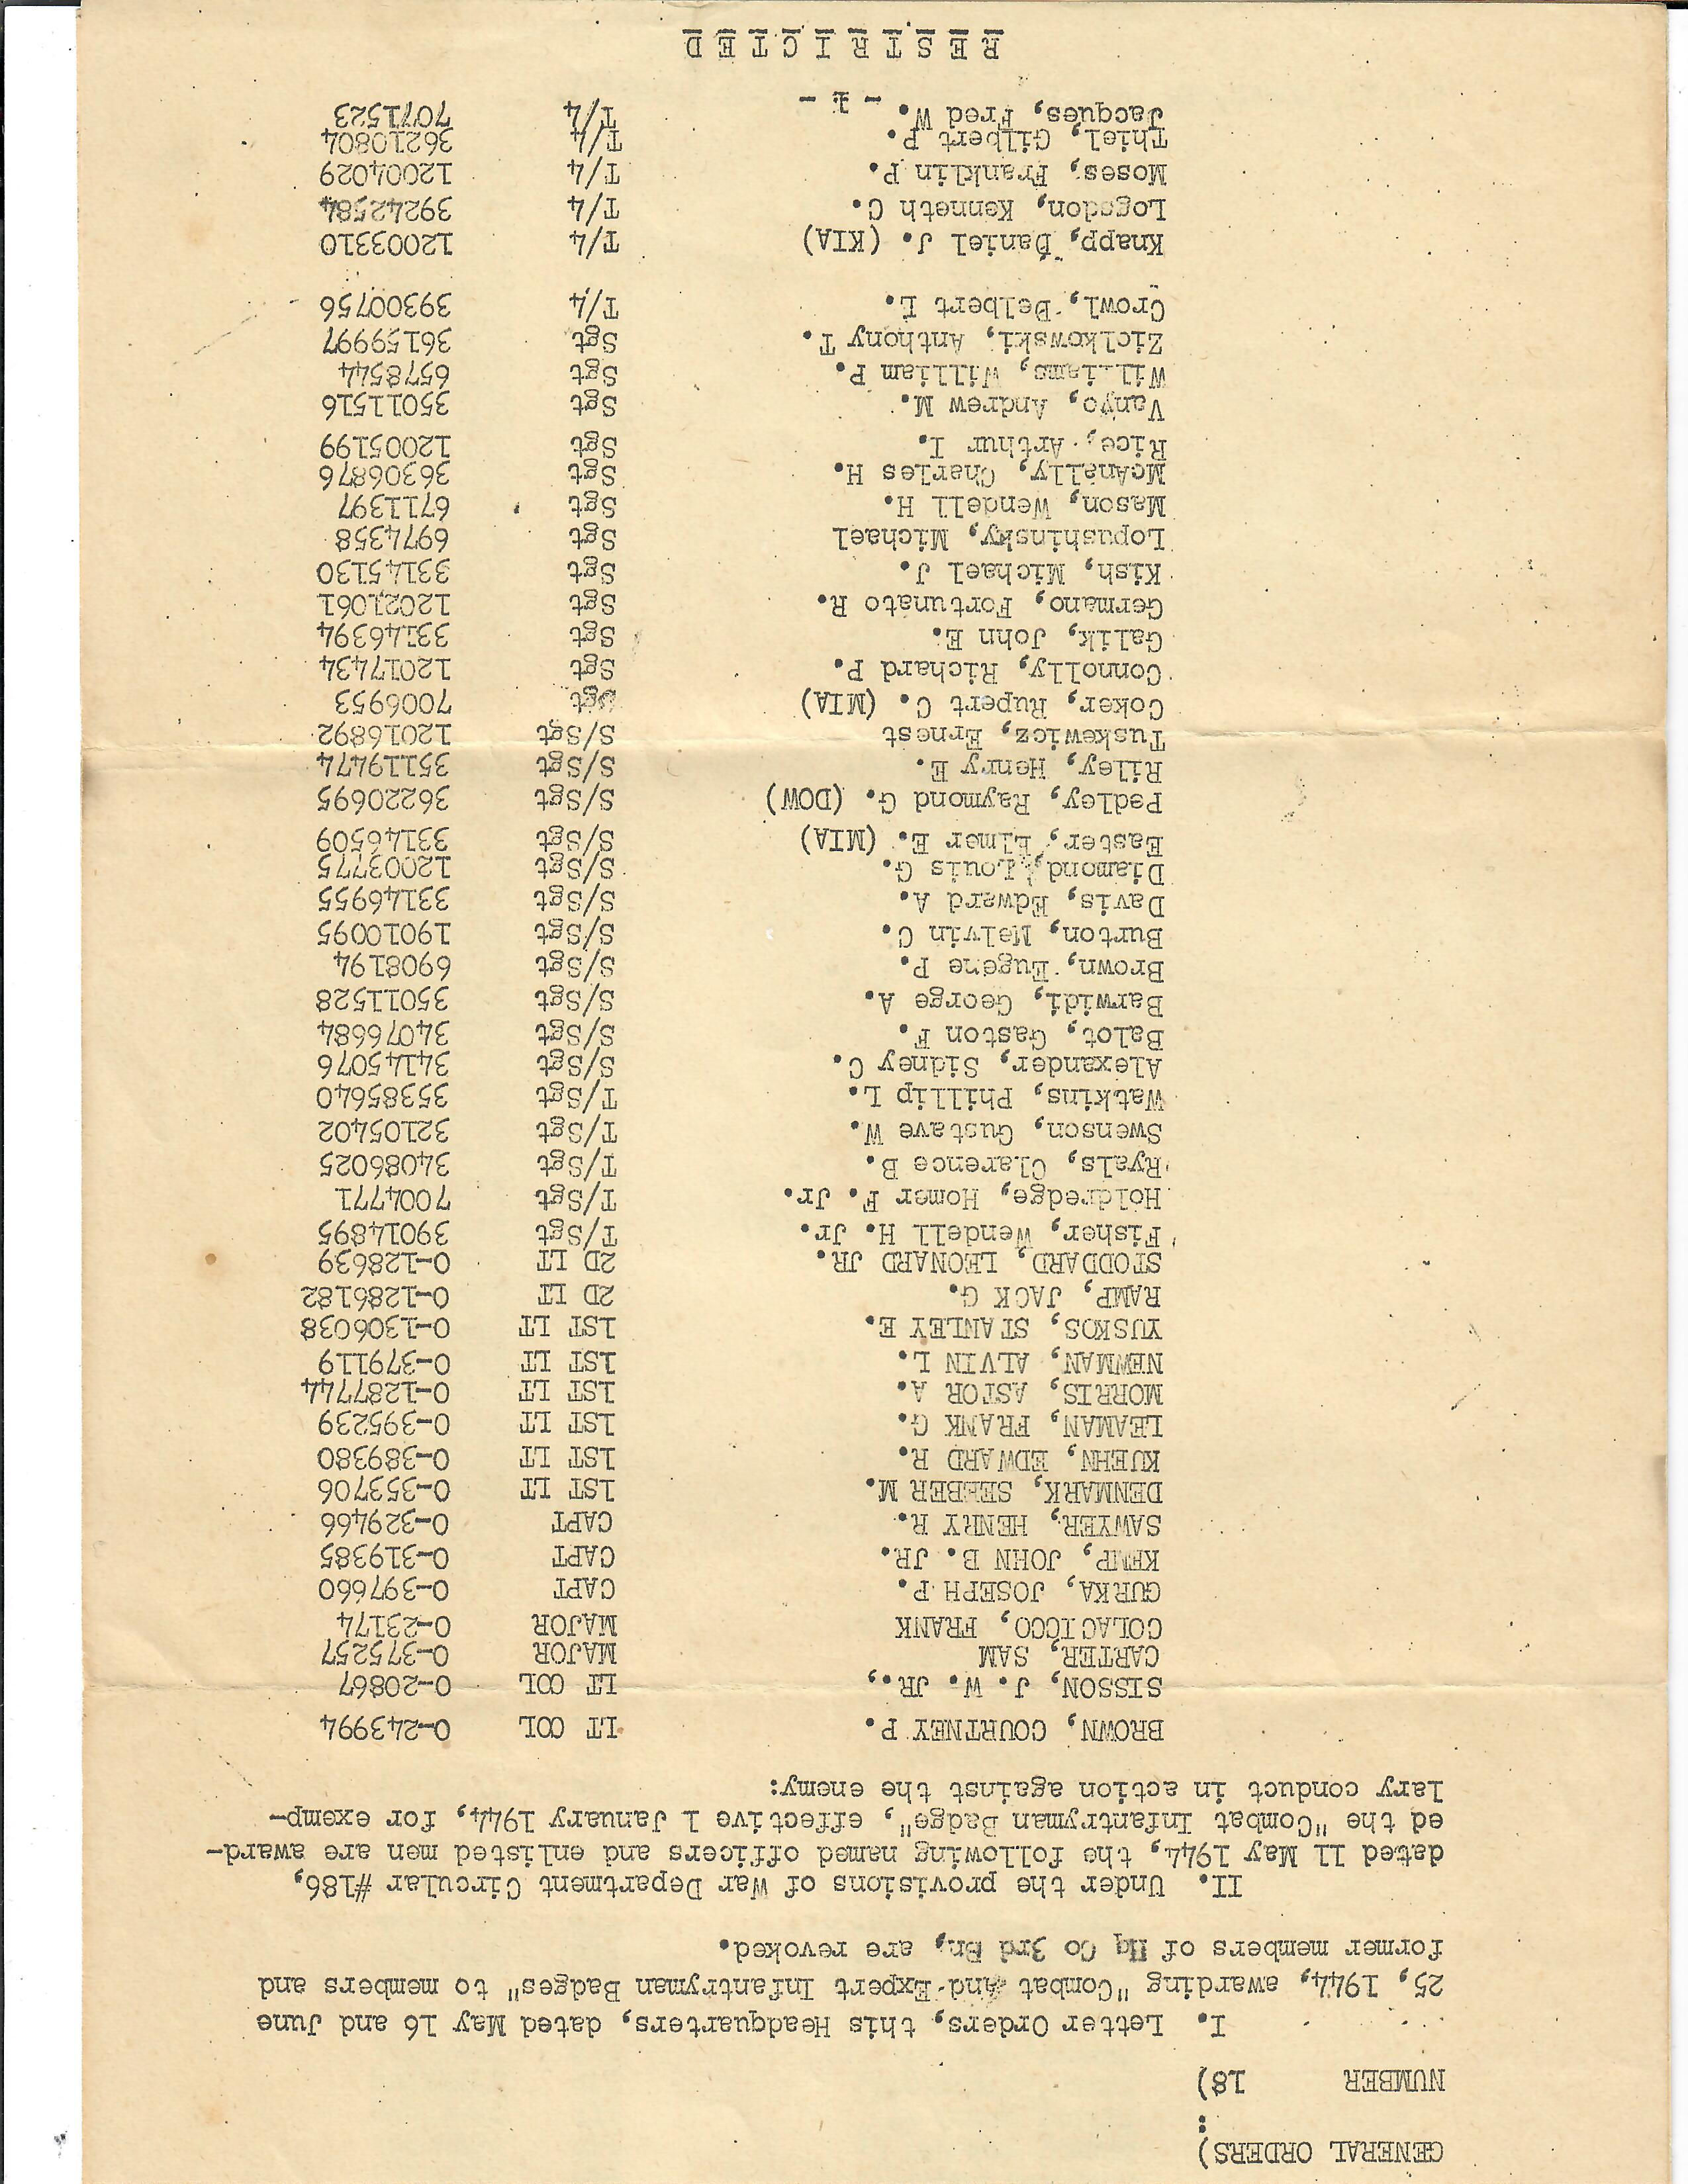 GENERAL ORDERS)
:
NUMBER 18)
I. Letter Orders, this Headquarters, dated May 16 and June
25, 1944, awarding "Combat And Expert Infantryman Badges" to members and
former members of Hq Co 3rd Bn, are revoked.
II. Under the provisions of War Department Circular #186,
dated 11 May 1944, the following named officers and enlisted men are award-
ed the "Combat Infantryman Badge", effective 1 January 1944, for exemp-
lary conduct in action against the enemy:
BROWN, COURTNEY P. LT COL 0-243994
SISSON, J. W. JR., LT COL 0-20867
CARTER, SAM MAJOR 0-375257
COLACICCO, FRANK MAJOR 0-23174
GURKA, JOSEPH P. CAPT 0-397660
KEMP, JOHN B. JR. CAPT 0-319385
SAWYER, HENRY R. CAPT 0-329466
DENMARK, SEEBER M. 1ST LT 0-353706
KUEHN, EDWARD R. 1ST LT 0-389380
LEAMAN, FRANK G. 1ST LT 0-395239
MORRIS, ASTOR A. 1ST LT 0-1287744
NEWMAN, ALVIN L. 1ST LT 0-379119
YUSKOS, STANLEY E. 1ST LT 0-1306038
RAMP, JACK G. 2D LT 0-1286182
STODDARD, LEONARD JR. 2D LT 0-128639
Fisher, Wendell H. Jr. T/Sgt 39014895
Holdredge, Homer F. Jr. T/Sgt 7004771
Ryals, Clarence B. T/Sgt 34086025
Swenson, Gustave W. T/Sgt 32105402
Watkins, Phillip L. T/Sgt 35385640
Alexander, Sidney C. S/Sgt 34145076
Balot, Gaston F. S/Sgt 34076684
Barwidi, George A. S/Sgt 35011528
Brown, Eugene P. S/Sgt 6908194
Burton, Melvin C. S/Sgt 19010095
Davis, Edward A. S/Sgt 33146955
Diamond, Louis G. S/Sgt 12003775
Easter, Elmer E. (MIA) S/Sgt 33146509
Pedley, Raymond G. (DOW) S/Sgt 36220695
Riley, Henry E. S/Sgt 35119474
Tuskewicz, Ernest S/Sgt 12016892
Coker, Rupert C. (MIA) Sgt 7006953
Connolly, Richard P. Sgt 12017434
Galik, John E. Sgt 33146394
Germano, Fortunato R. Sgt 12021061
Kish, Michael J. Sgt 33145130
Lopushinsky, Michael Sgt 6974358
Mason, Wendell H. Sgt 6711397
McAnally, Charles H. Sgt 36306876
Rice, Arthur I. Sgt 12005199
Vanyo, Andrew M. Sgt 35011516
Williams, William P. Sgt 6578544
Zielkowski, Anthony T. Sgt 36159997
Crowl, Delbert L. T/4 39300756
Knapp, Daniel J. (KIA) T/4 12003310
Logsdon, Kenneth C. T/4 39242584
Moses, Franklin P. T/4 12004029
Thiel, Gilbert P. T/4 36210804
Jacques, Fred W. T/4 7071523
- 1 -
R E S T R I C T E D